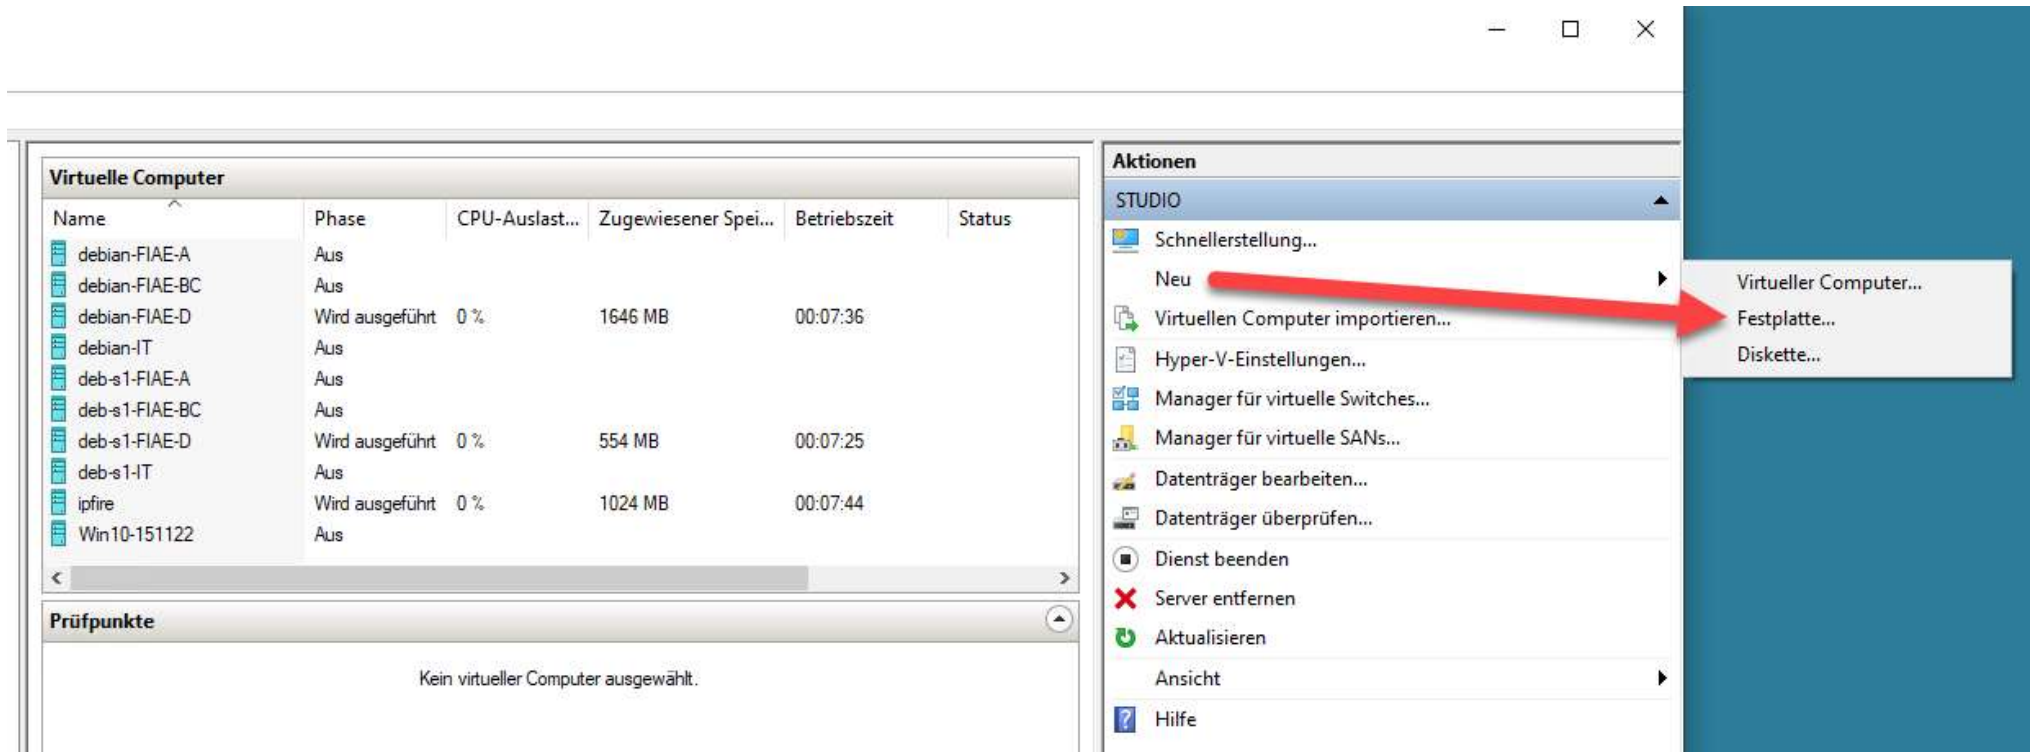 Virtuelle Computer
Name Phase CPU-Auslast... Zugewiesener Spei... Betriebszeit Status
debian-FIAE-A Aus
debian-FIAE-BC Aus
debian-FIAE-D Wird ausgeführt 0 % 1646 MB 00:07:36
debian-IT Aus
deb-s1-FIAE-A Aus
deb-s1-FIAE-BC Aus
deb-s1-FIAE-D Wird ausgeführt 0 % 554 MB 00:07:25
deb-s1-IT Aus
ipfire Wird ausgeführt 0 % 1024 MB 00:07:44
Win10-151122 Aus
Prüfpunkte
Kein virtueller Computer ausgewählt.
Aktionen
STUDIO
Schnellerstellung...
Neu
Virtuellen Computer importieren...
Hyper-V-Einstellungen...
Manager für virtuelle Switches...
Manager für virtuelle SANs...
Datenträger bearbeiten...
Datenträger überprüfen...
Dienst beenden
Server entfernen
Aktualisieren
Ansicht
Hilfe
Virtueller Computer...
Festplatte...
Diskette...